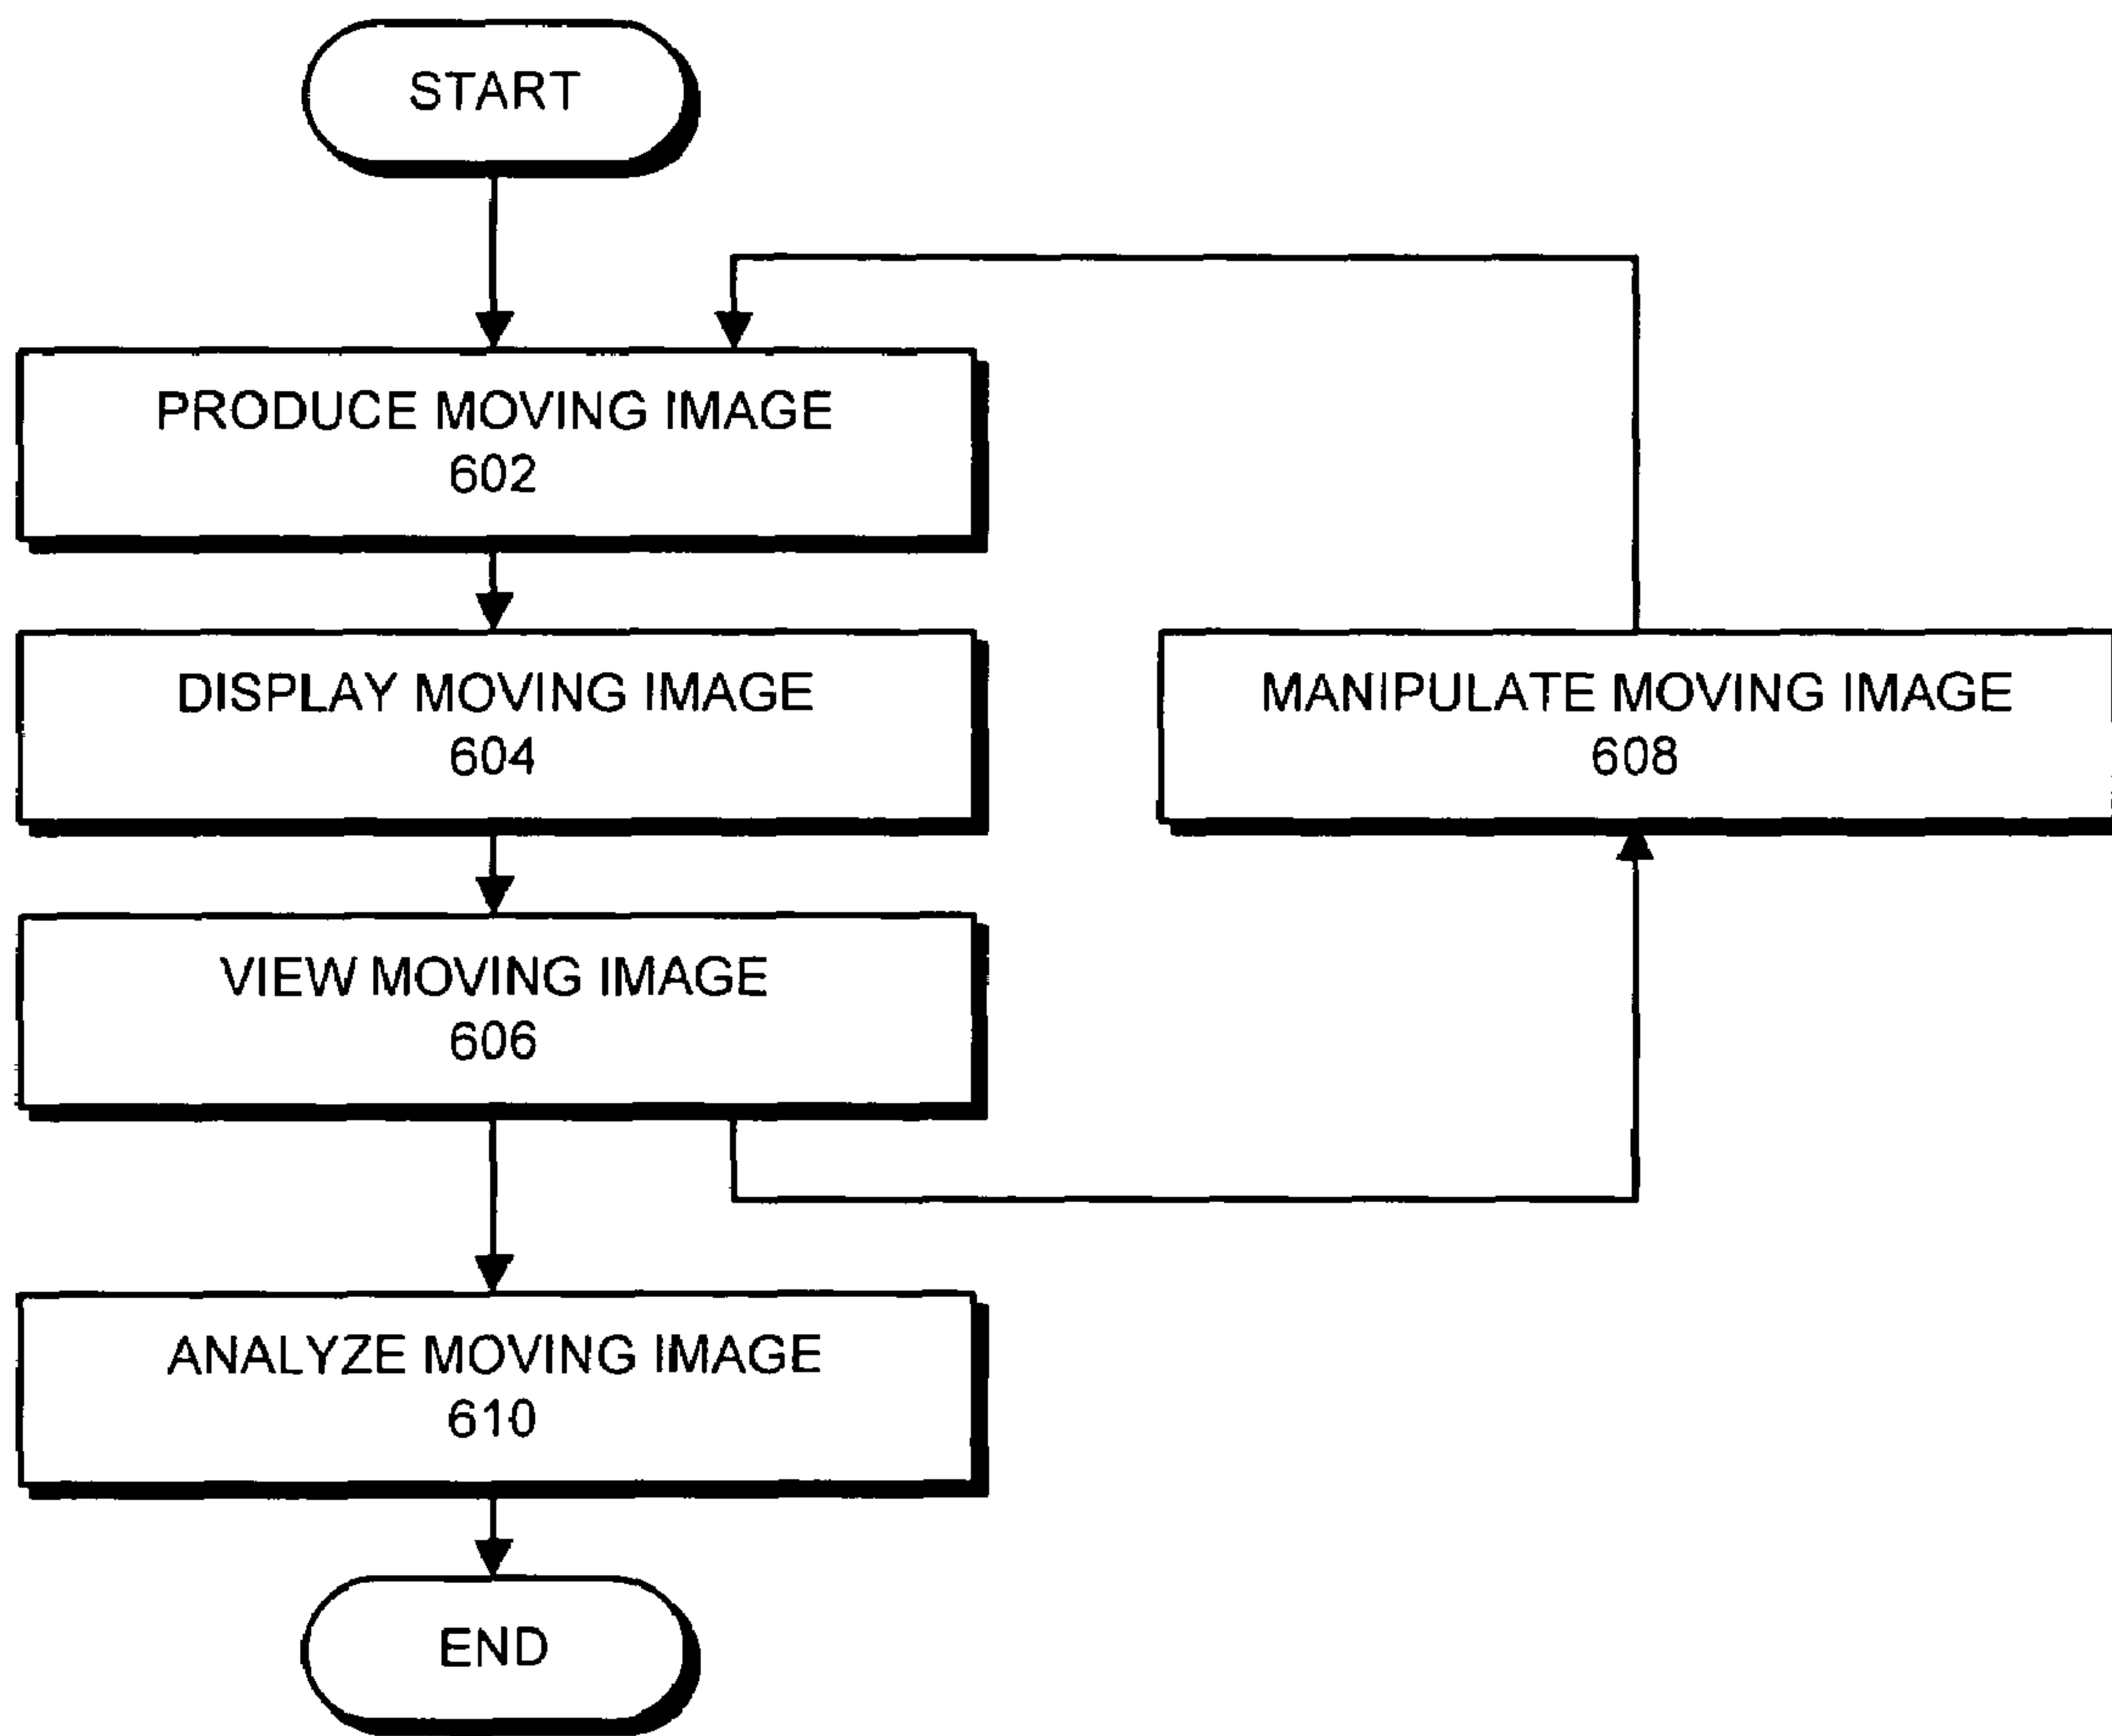 START
PRODUCE MOVING IMAGE
602
DISPLAY MOVING IMAGE
604
MANIPULATE MOVING IMAGE
608
VIEW MOVING IMAGE
606
ANALYZE MOVING IMAGE
610
END